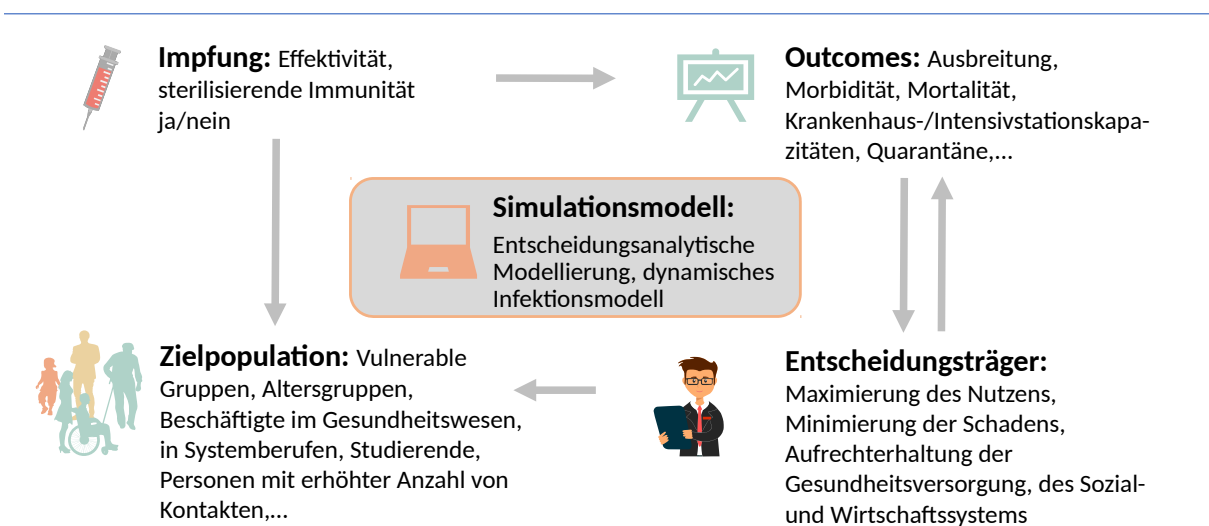 Impfung: Effektivität,
sterilisierende Immunität
ja/nein
Outcomes: Ausbreitung,
Morbidität, Mortalität,
Krankenhaus-/Intensivstationskapa-
zitäten, Quarantäne,...
Simulationsmodell:
Entscheidungsanalytische
Modellierung, dynamisches
Infektionsmodell
Zielpopulation: Vulnerable
Gruppen, Altersgruppen,
Beschäftigte im Gesundheitswesen,
in Systemberufen, Studierende,
Personen mit erhöhter Anzahl von
Kontakten,...
Entscheidungsträger:
Maximierung des Nutzens,
Minimierung der Schadens,
Aufrechterhaltung der
Gesundheitsversorgung, des Sozial-
und Wirtschaftssystems